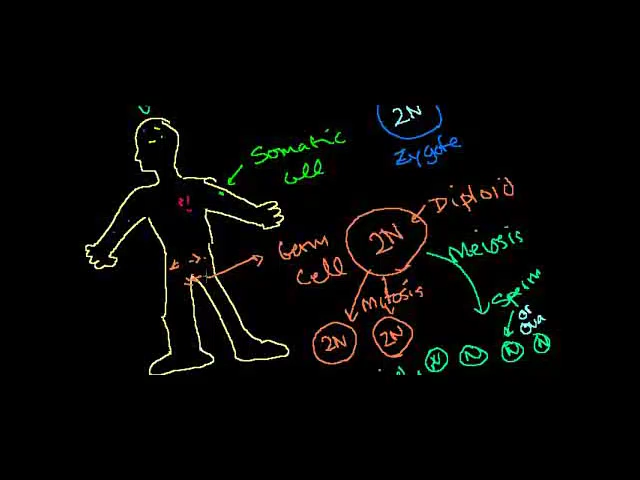 2N
Zygote
Somatic
cell
Diploid
2N
Germ
cell
Meiosis
Mitosis
Sperm
or
Ova
2N
2N
N
N
N
N